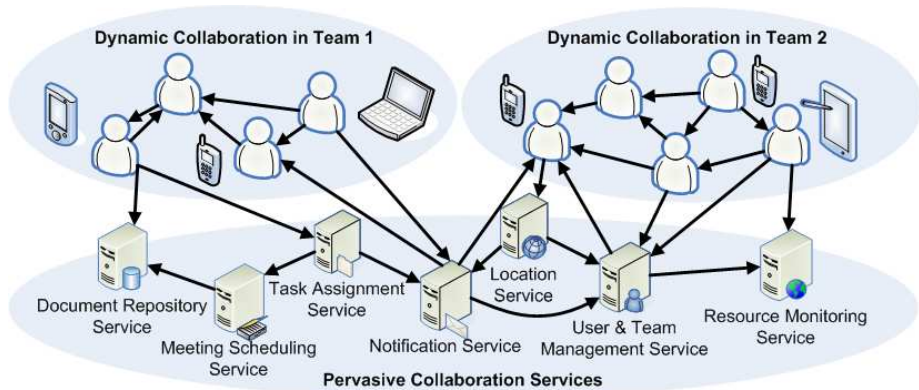 Dynamic Collaboration in Team 1
Dynamic Collaboration in Team 2
Document Repository
Service
Meeting Scheduling
Service
Task Assignment
Service
Notification Service
Location
Service
User & Team
Management Service
Resource Monitoring
Service
Pervasive Collaboration Services